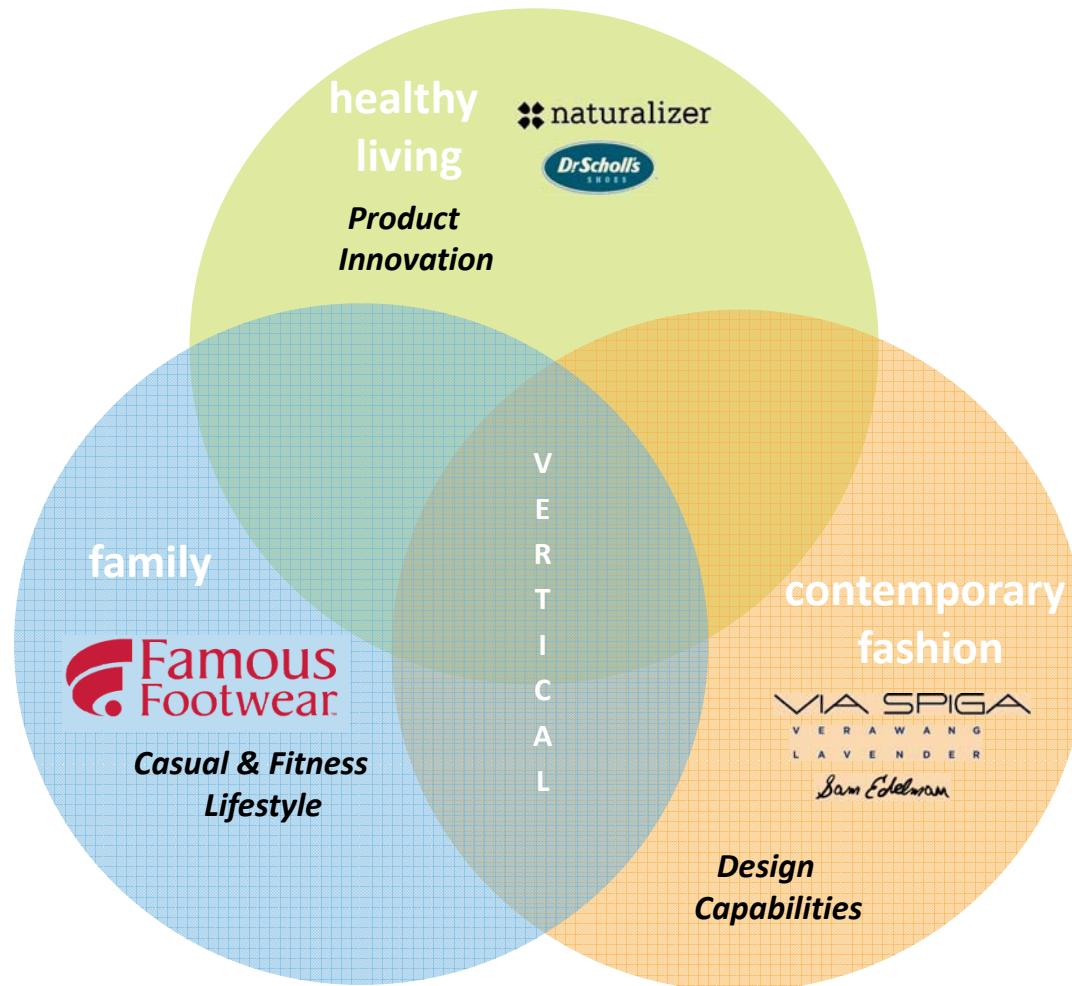 healthy
living
naturalizer
Dr Scholl's
SHOES
Product
Innovation
VERTICAL
family
Famous
Footwear
Casual & Fitness
Lifestyle
contemporary
fashion
VIA SPIGA
VERAWANG
LAVENDER
Sam Edelman
Design
Capabilities